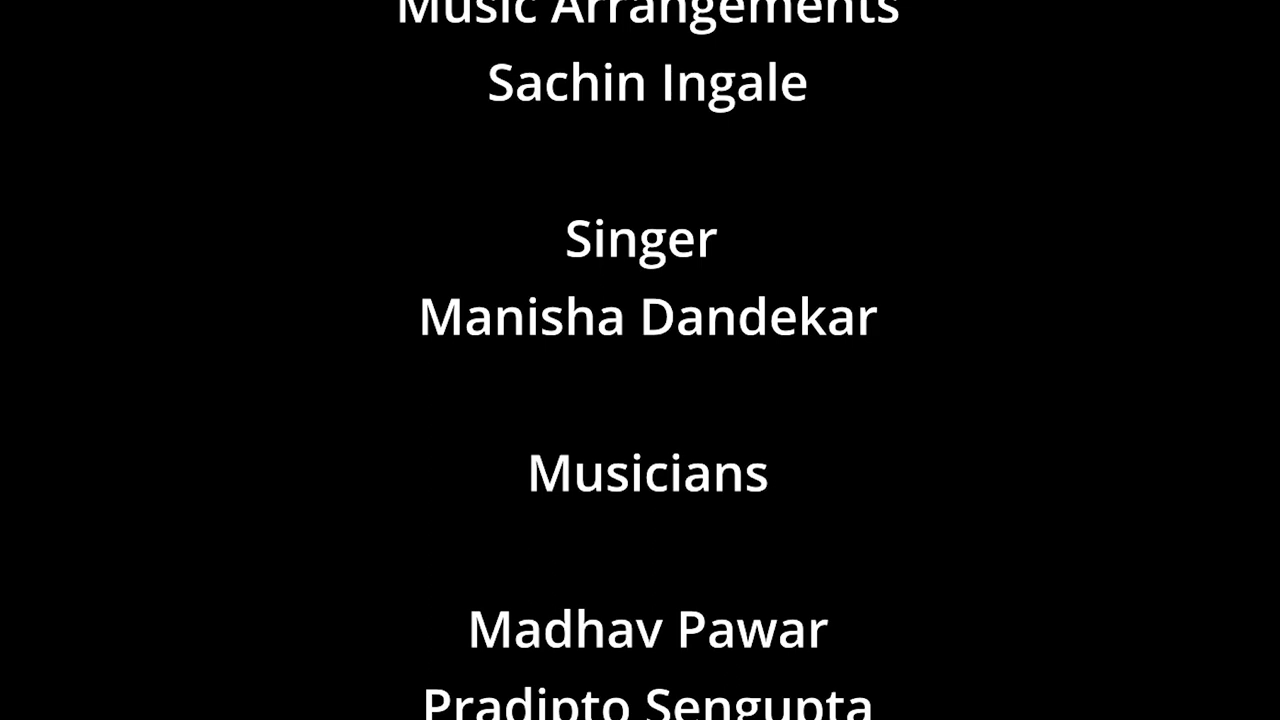 Music Arrangements
Sachin Ingale
Singer
Manisha Dandekar
Musicians
Madhav Pawar
Pradipto Sengupta